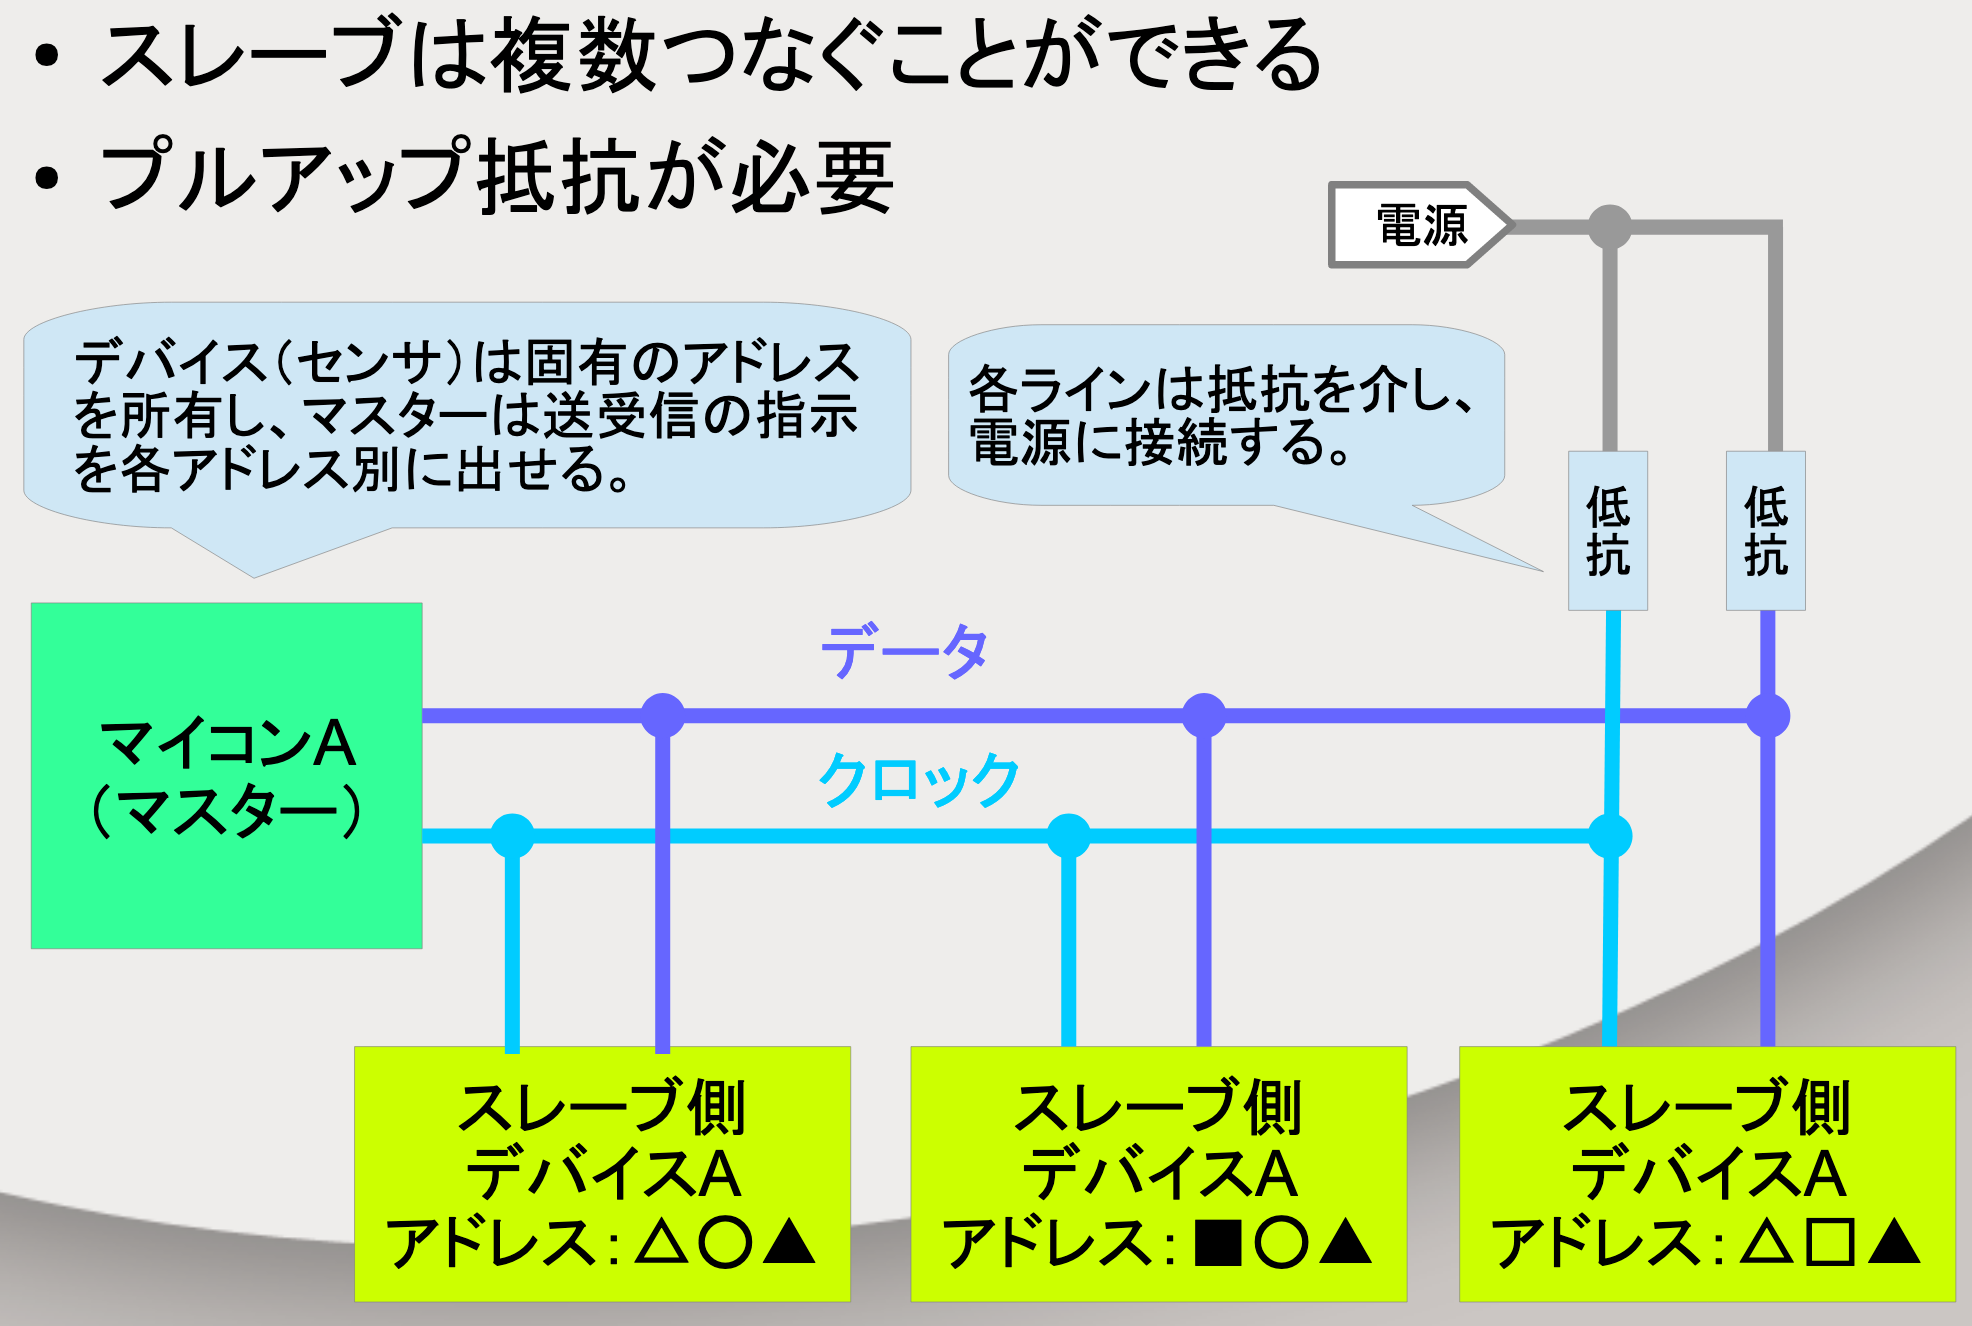 ・スレーブは複数つなぐことができる
・プルアップ抵抗が必要
電源
デバイス(センサ)は固有のアドレス
を所有し、マスターは送受信の指示
を各アドレス別に出せる。
各ラインは抵抗を介し、
電源に接続する。
低
抗
低
抗
データ
クロック
マイコンA
(マスター)
スレーブ側
デバイスA
アドレス：△○▲
スレーブ側
デバイスA
アドレス：■○▲
スレーブ側
デバイスA
アドレス：△□▲